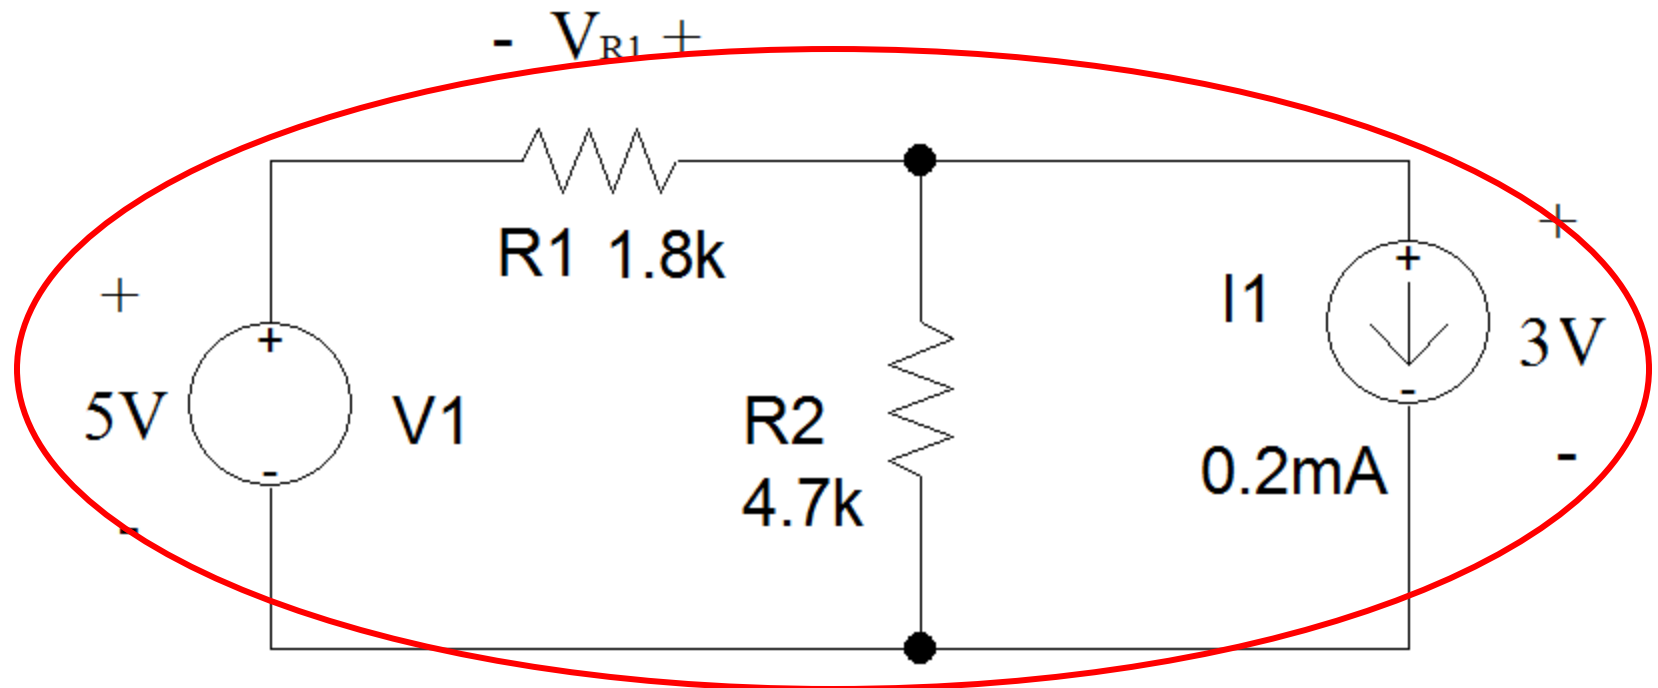 - VR1 +
R1 1.8k
+
+
+
+
I1
3V
5V
V1
R2
-
0.2mA
-
-
4.7k
-